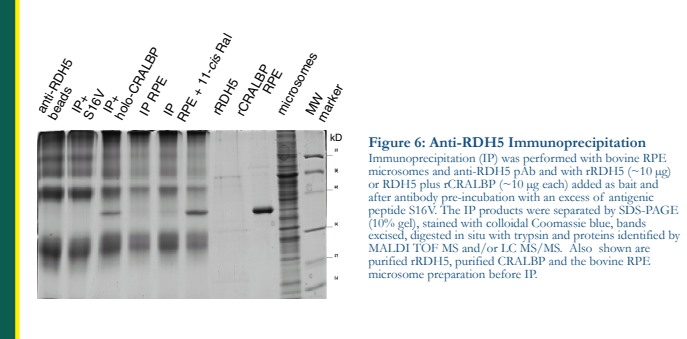 anti-RDH5
beads
IP+
S16V
IP+
holo-CRALBP
IP RPE
IP
RPE + 11-cis Ral
rRDH5
rCRALBP
RPE
microsomes
MW
marker
kD
Figure 6: Anti-RDH5 Immunoprecipitation
Immunoprecipitation (IP) was performed with bovine RPE
microsomes and anti-RDH5 pAb and with rRDH5 (~10 µg)
or RDH5 plus rCRALBP (~10 µg each) added as bait and
after antibody pre-incubation with an excess of antigenic
peptide S16V. The IP products were separated by SDS-PAGE
(10% gel), stained with colloidal Coomassie blue, bands
excised, digested in situ with trypsin and proteins identified by
MALDI TOF MS and/or LC MS/MS. Also shown are
purified rRDH5, purified CRALBP and the bovine RPE
microsome preparation before IP.